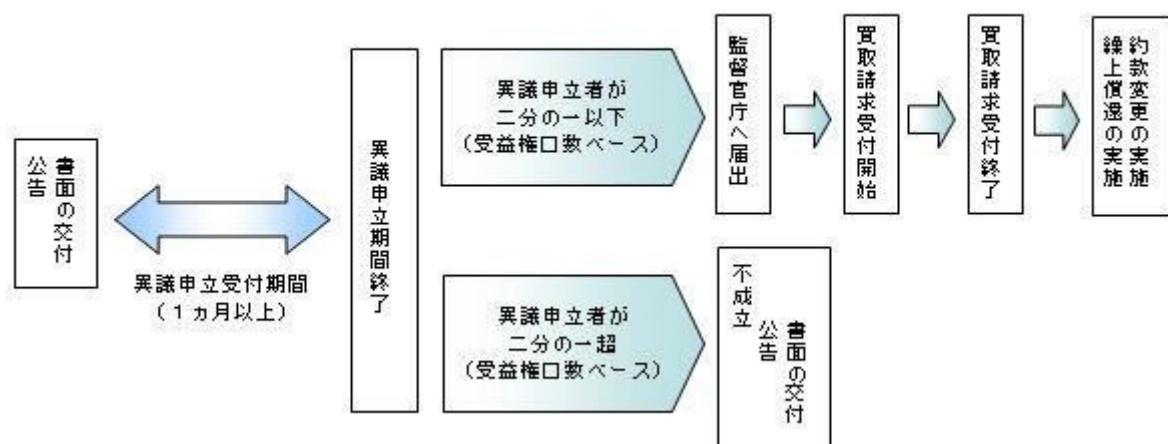 書面の交付
公告
異議申立受付期間
（１ヵ月以上）
異議申立期間終了
異議申立者が
二分の一以下
（受益権口数ベース）
監督官庁へ届出
買取請求受付開始
買取請求受付終了
約款変更の実施
繰上償還の実施
異議申立者が
二分の一超
（受益権口数ベース）
不成立
書面の交付
公告